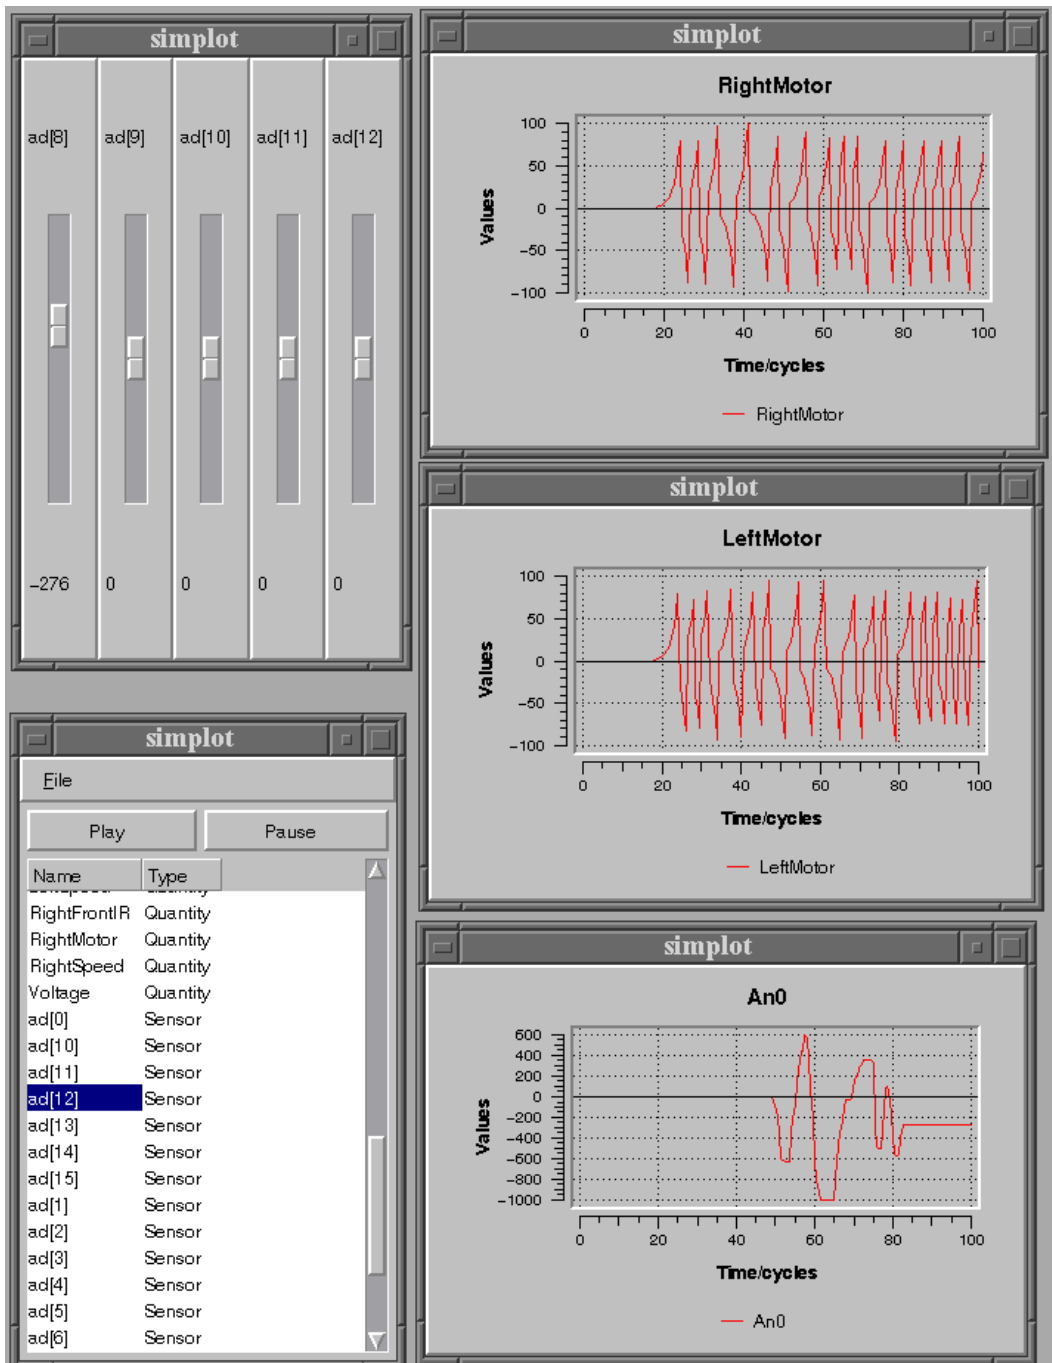 simplot
ad[8] ad[9] ad[10] ad[11] ad[12]
-276 0 0 0 0
simplot
File
Play Pause
Name Type
RightFrontIR Quantity
RightMotor Quantity
RightSpeed Quantity
Voltage Quantity
ad[0] Sensor
ad[10] Sensor
ad[11] Sensor
ad[12] Sensor
ad[13] Sensor
ad[14] Sensor
ad[15] Sensor
ad[1] Sensor
ad[2] Sensor
ad[3] Sensor
ad[4] Sensor
ad[5] Sensor
ad[6] Sensor
simplot
RightMotor
Values
100
50
0
-50
-100
0 20 40 60 80 100
Time/cycles
RightMotor
simplot
LeftMotor
Values
100
50
0
-50
-100
0 20 40 60 80 100
Time/cycles
LeftMotor
simplot
An0
Values
600
400
200
0
-200
-400
-600
-800
-1000
0 20 40 60 80 100
Time/cycles
An0